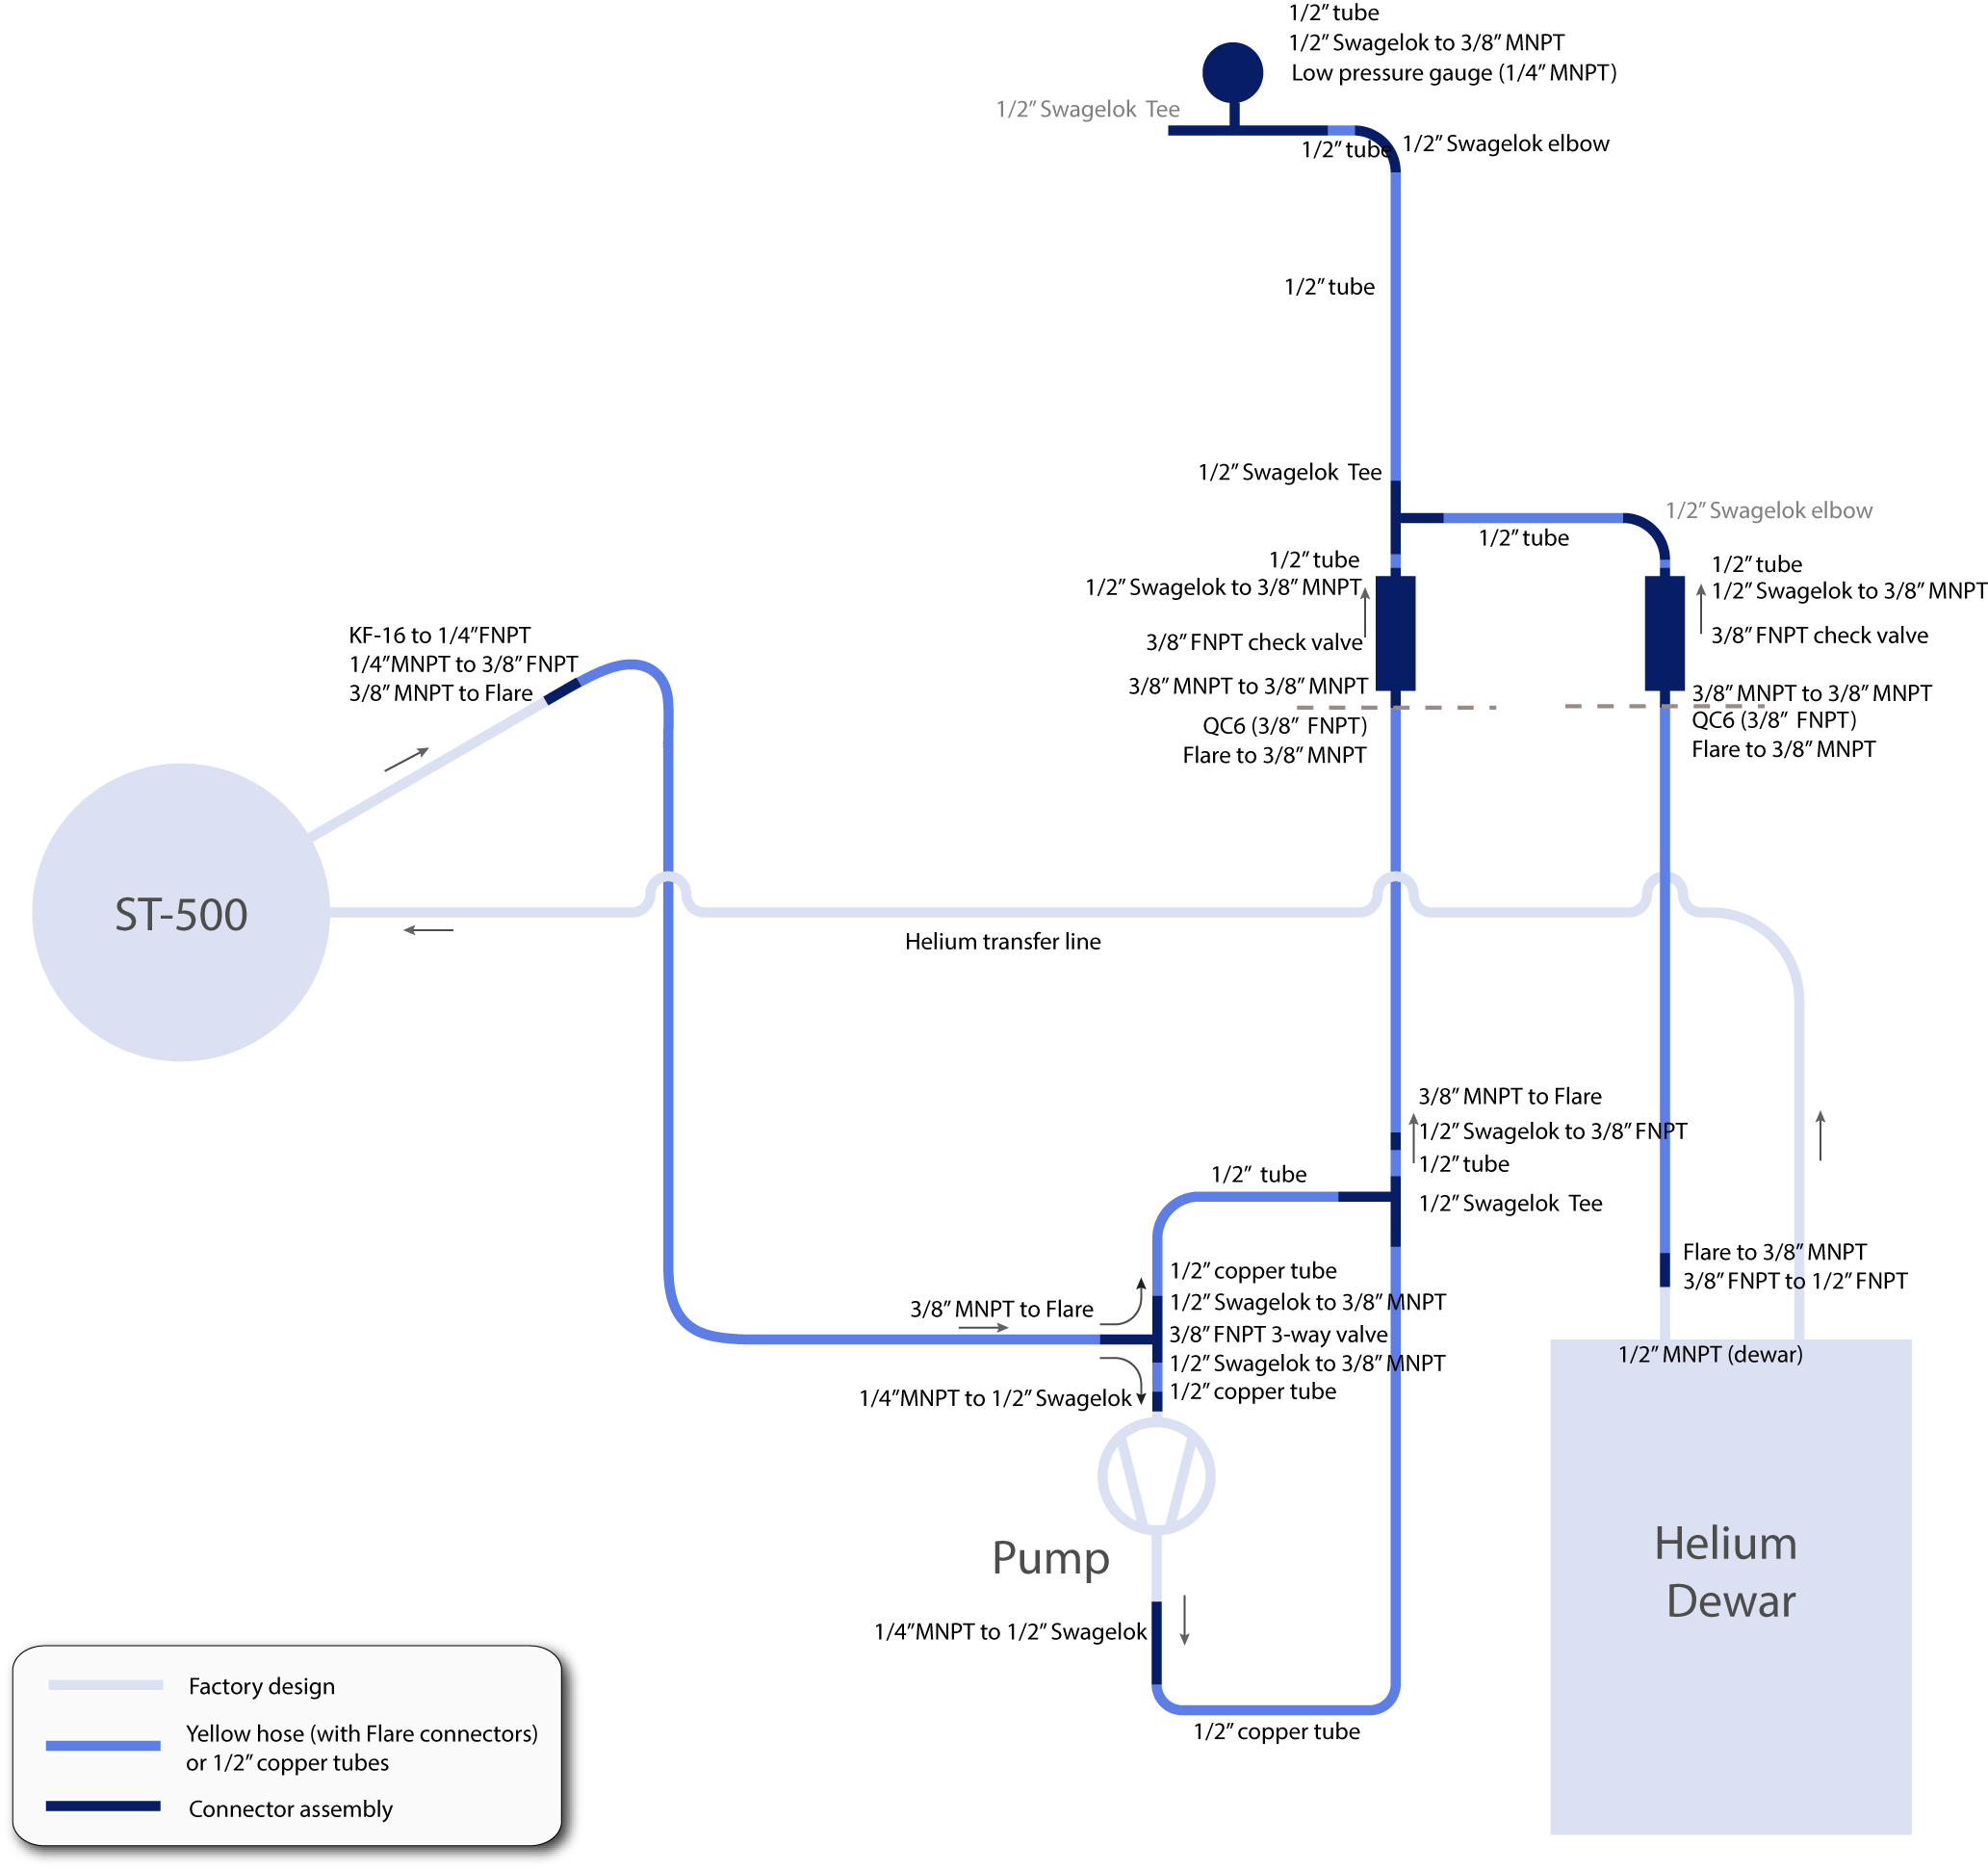 1/2” tube
1/2” Swagelok to 3/8” MNPT
Low pressure gauge (1/4” MNPT)
1/2” Swagelok Tee
1/2” tube
1/2” Swagelok elbow
1/2” tube
1/2” Swagelok Tee
1/2” Swagelok elbow
1/2” tube
1/2” tube
1/2” Swagelok to 3/8” MNPT
3/8” FNPT check valve
3/8” MNPT to 3/8” MNPT
QC6 (3/8” FNPT)
Flare to 3/8” MNPT
1/2” tube
1/2” Swagelok to 3/8” MNPT
3/8” FNPT check valve
3/8” MNPT to 3/8” MNPT
QC6 (3/8” FNPT)
Flare to 3/8” MNPT
KF-16 to 1/4”FNPT
1/4”MNPT to 3/8” FNPT
3/8” MNPT to Flare
ST-500
Helium transfer line
3/8” MNPT to Flare
1/2” Swagelok to 3/8” FNPT
1/2” tube
1/2” Swagelok Tee
1/2” tube
Flare to 3/8” MNPT
3/8” FNPT to 1/2” FNPT
1/2” MNPT (dewar)
1/2” copper tube
1/2” Swagelok to 3/8” MNPT
3/8” FNPT 3-way valve
1/2” Swagelok to 3/8” MNPT
1/2” copper tube
3/8” MNPT to Flare
1/4”MNPT to 1/2” Swagelok
Pump
1/4”MNPT to 1/2” Swagelok
1/2” copper tube
Helium
Dewar
Factory design
Yellow hose (with Flare connectors)
or 1/2” copper tubes
Connector assembly